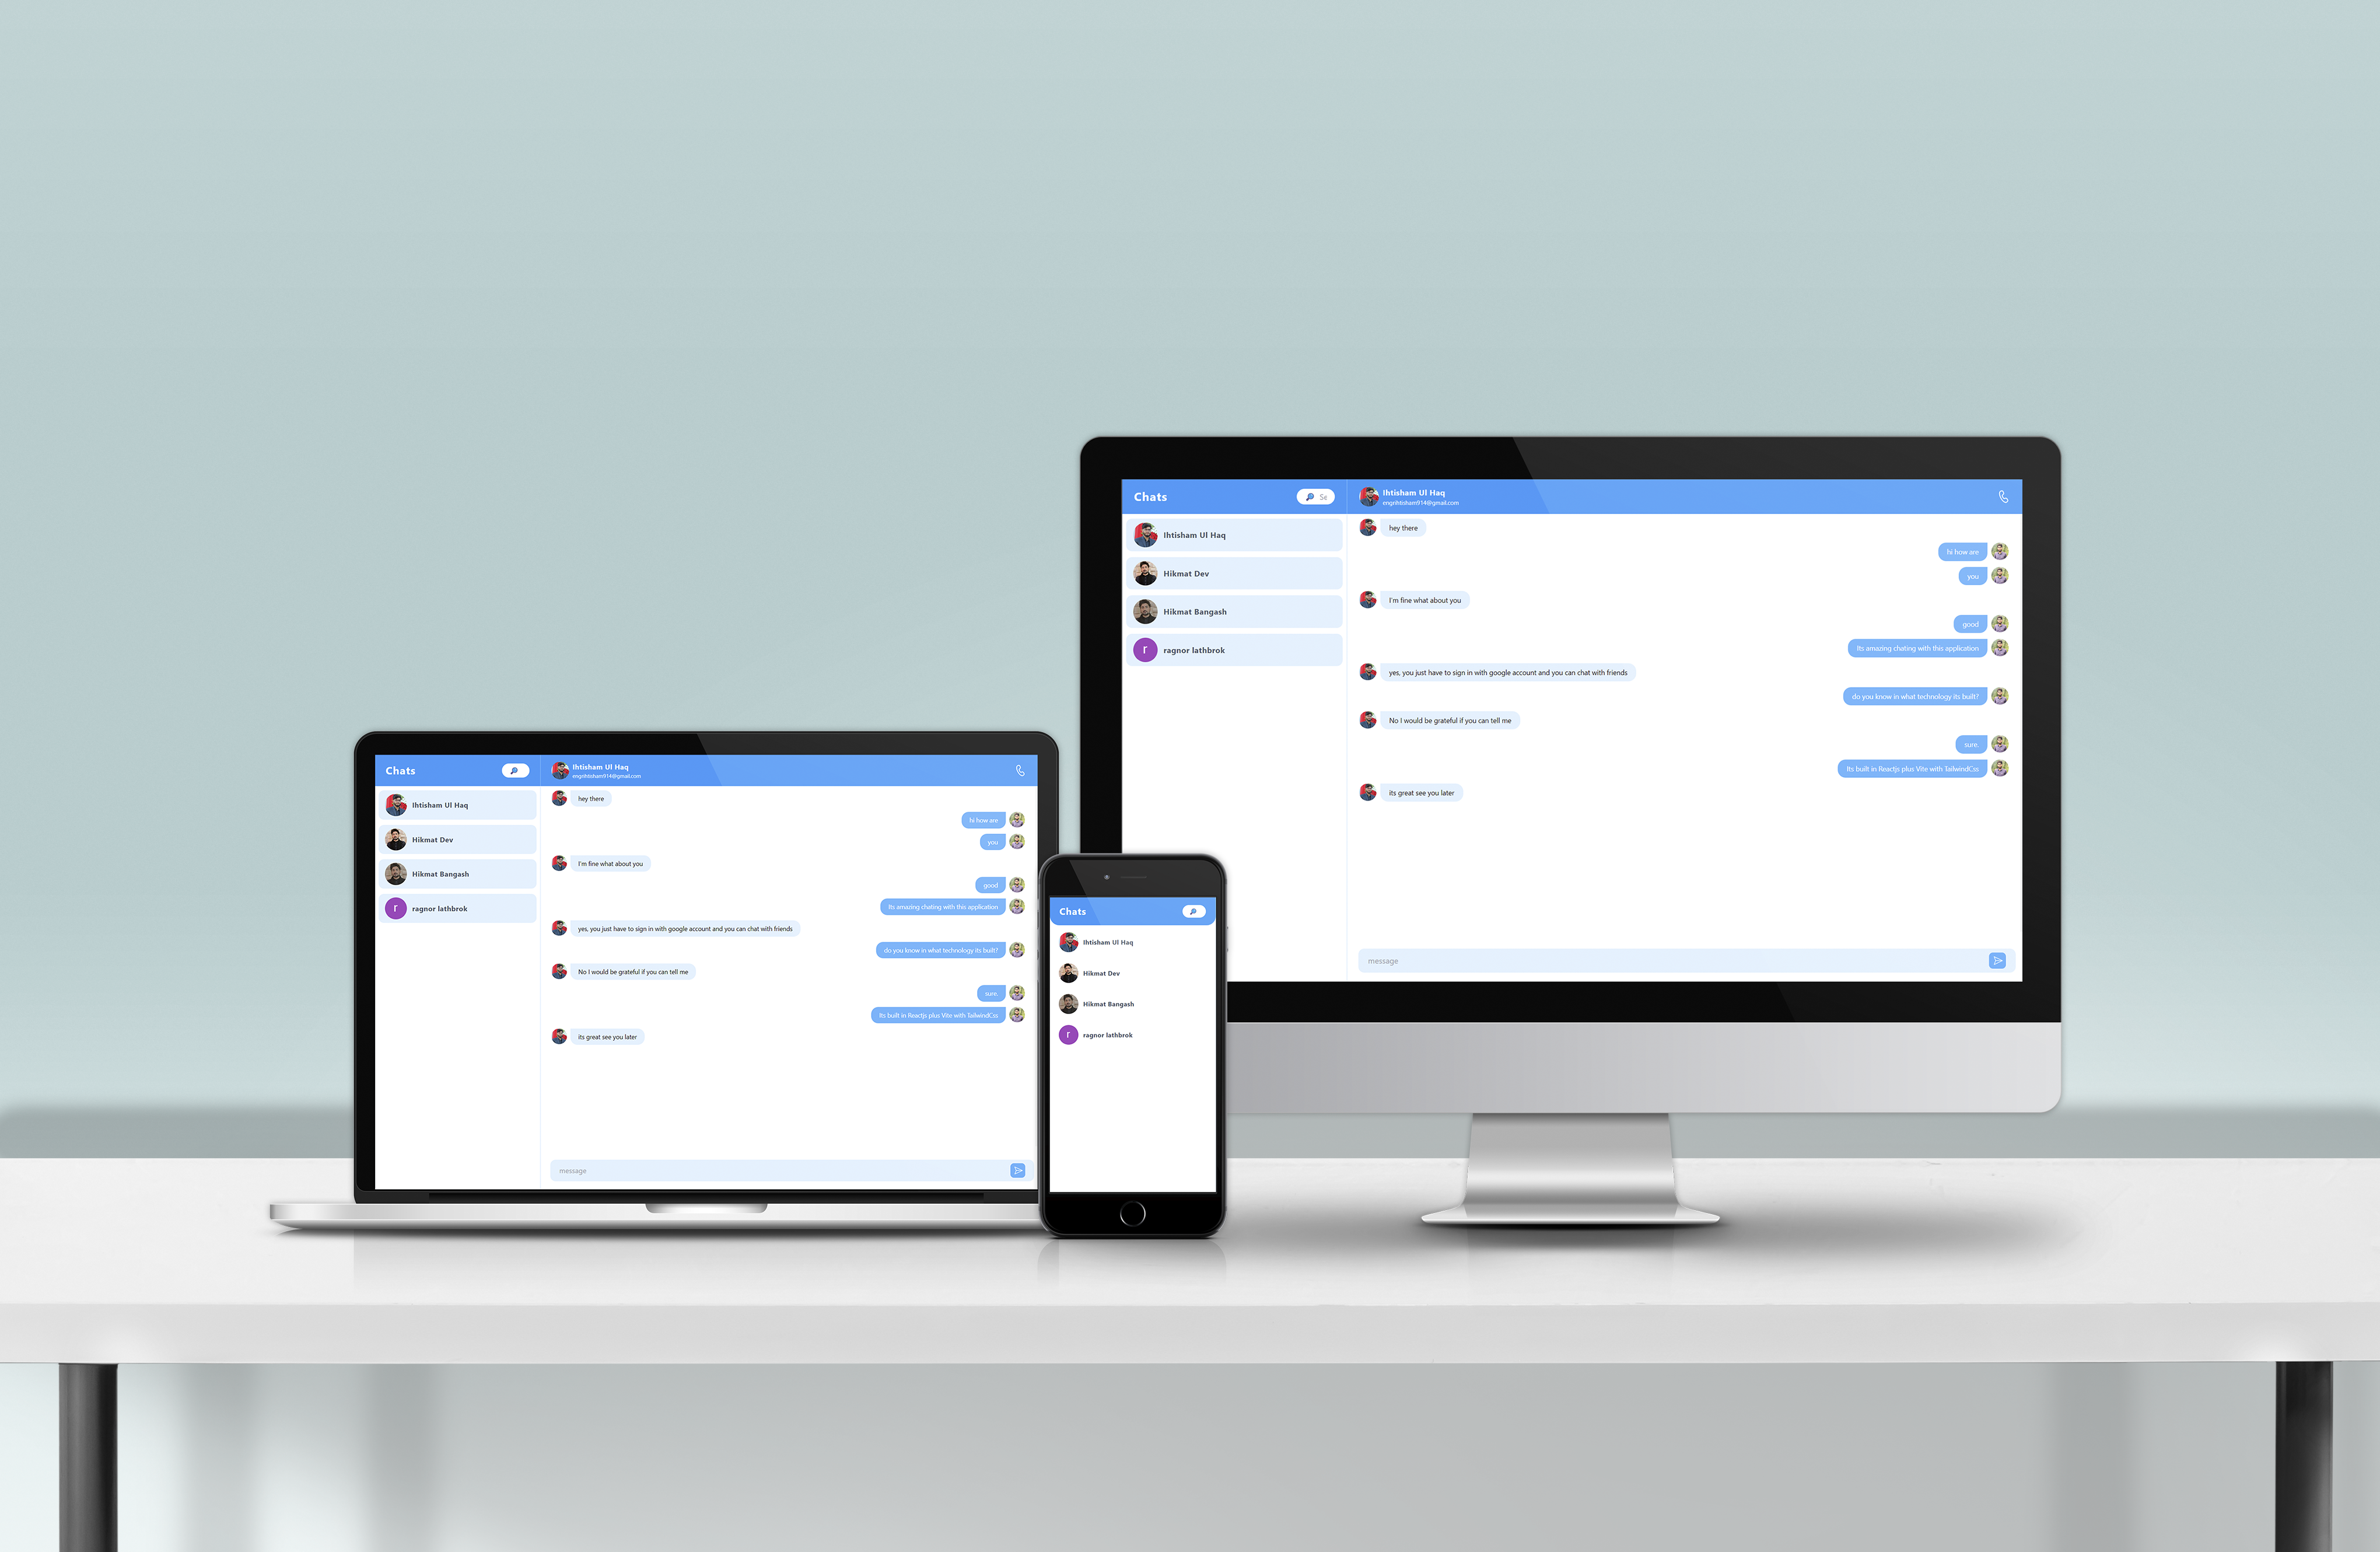 Chats
Se
Ihtisham Ul Haq
engrihtisham914@gmail.com
Ihtisham Ul Haq
Hikmat Dev
Hikmat Bangash
r
ragnor lathbrok
hey there
hi how are
you
I'm fine what about you
good
Its amazing chating with this application
yes, you just have to sign in with google account and you can chat with friends
do you know in what technology its built?
No I would be grateful if you can tell me
sure.
Its built in Reactjs plus Vite with TailwindCss
its great see you later
message
Chats
Ihtisham Ul Haq
engrihtisham914@gmail.com
Ihtisham Ul Haq
Hikmat Dev
Hikmat Bangash
r
ragnor lathbrok
hey there
hi how are
you
I'm fine what about you
good
Its amazing chating with this application
yes, you just have to sign in with google account and you can chat with friends
do you know in what technology its built?
No I would be grateful if you can tell me
sure.
Its built in Reactjs plus Vite with TailwindCss
its great see you later
message
Chats
Ihtisham Ul Haq
Hikmat Dev
Hikmat Bangash
r
ragnor lathbrok